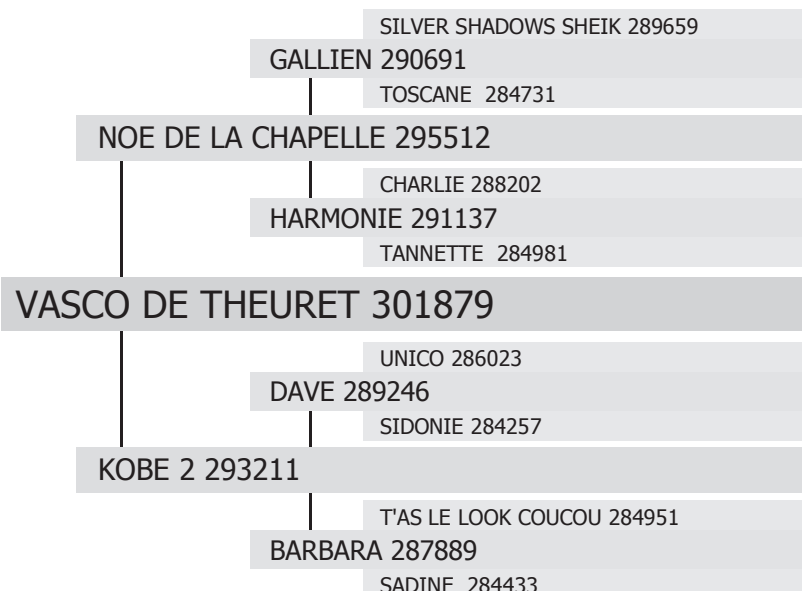 SILVER SHADOWS SHEIK 289659
GALLIEN 290691
TOSCANE 284731
NOE DE LA CHAPELLE 295512
CHARLIE 288202
HARMONIE 291137
TANNETTE 284981
VASCO DE THEURET 301879
UNICO 286023
DAVE 289246
SIDONIE 284257
KOBE 2 293211
T'AS LE LOOK COUCOU 284951
BARBARA 287889
SADINE 284433